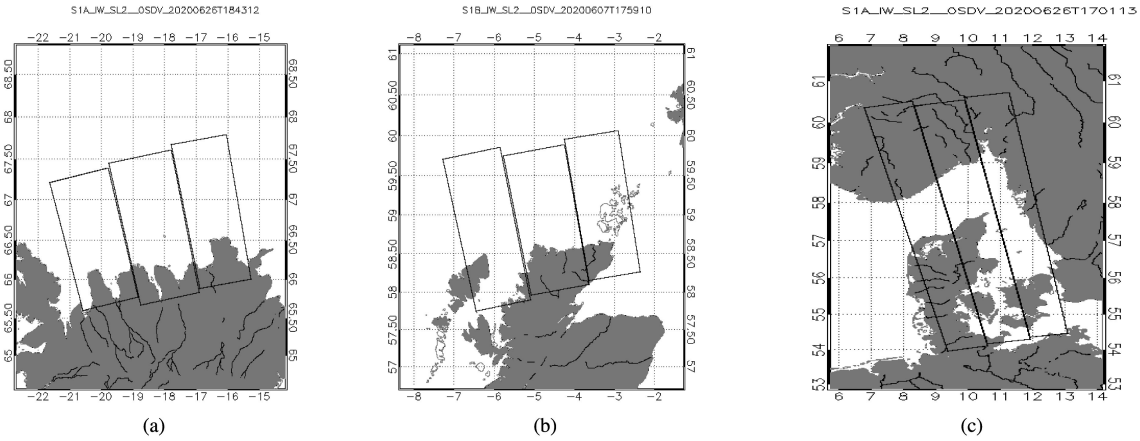 S1A_IW_SL2__0SDV_20200626T184312
−22 −21 −20 −19 −18 −17 −16 −15
68.50 68.50
68 68
67.50 67.50
67 67
66.50 66.50
66 66
65.50 65.50
65 65
−22 −21 −20 −19 −18 −17 −16 −15
(a)
S1B_IW_SL2__0SDV_20200607T175910
−8 −7 −6 −5 −4 −3 −2
61 61
60.50 60.50
60 60
59.50 59.50
59 59
58.50 58.50
58 58
57.50 57.50
57 57
−8 −7 −6 −5 −4 −3 −2
(b)
S1A_IW_SL2__0SDV_20200626T170113
6 7 8 9 10 11 12 13 14
61 61
60 60
59 59
58 58
57 57
56 56
55 55
54 54
53 53
6 7 8 9 10 11 12 13 14
(c)